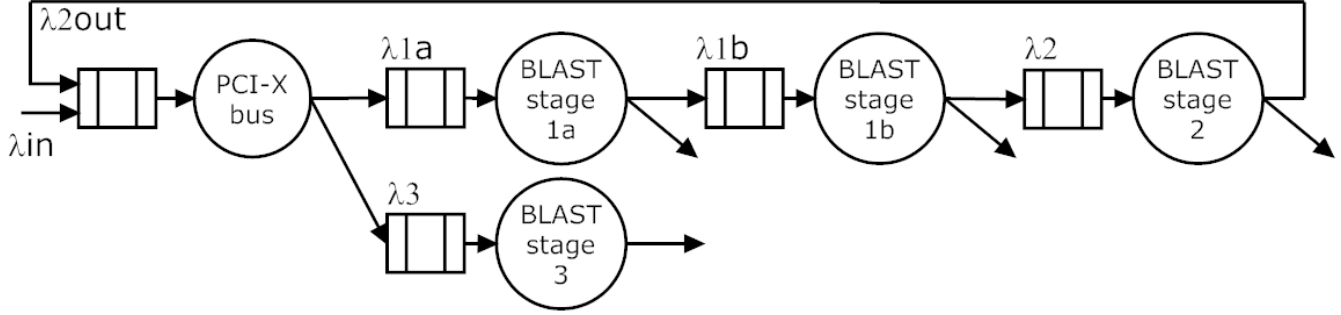 λ2out
λin
PCI-X
bus
λ1a
BLAST
stage
1a
λ1b
BLAST
stage
1b
λ2
BLAST
stage
2
λ3
BLAST
stage
3